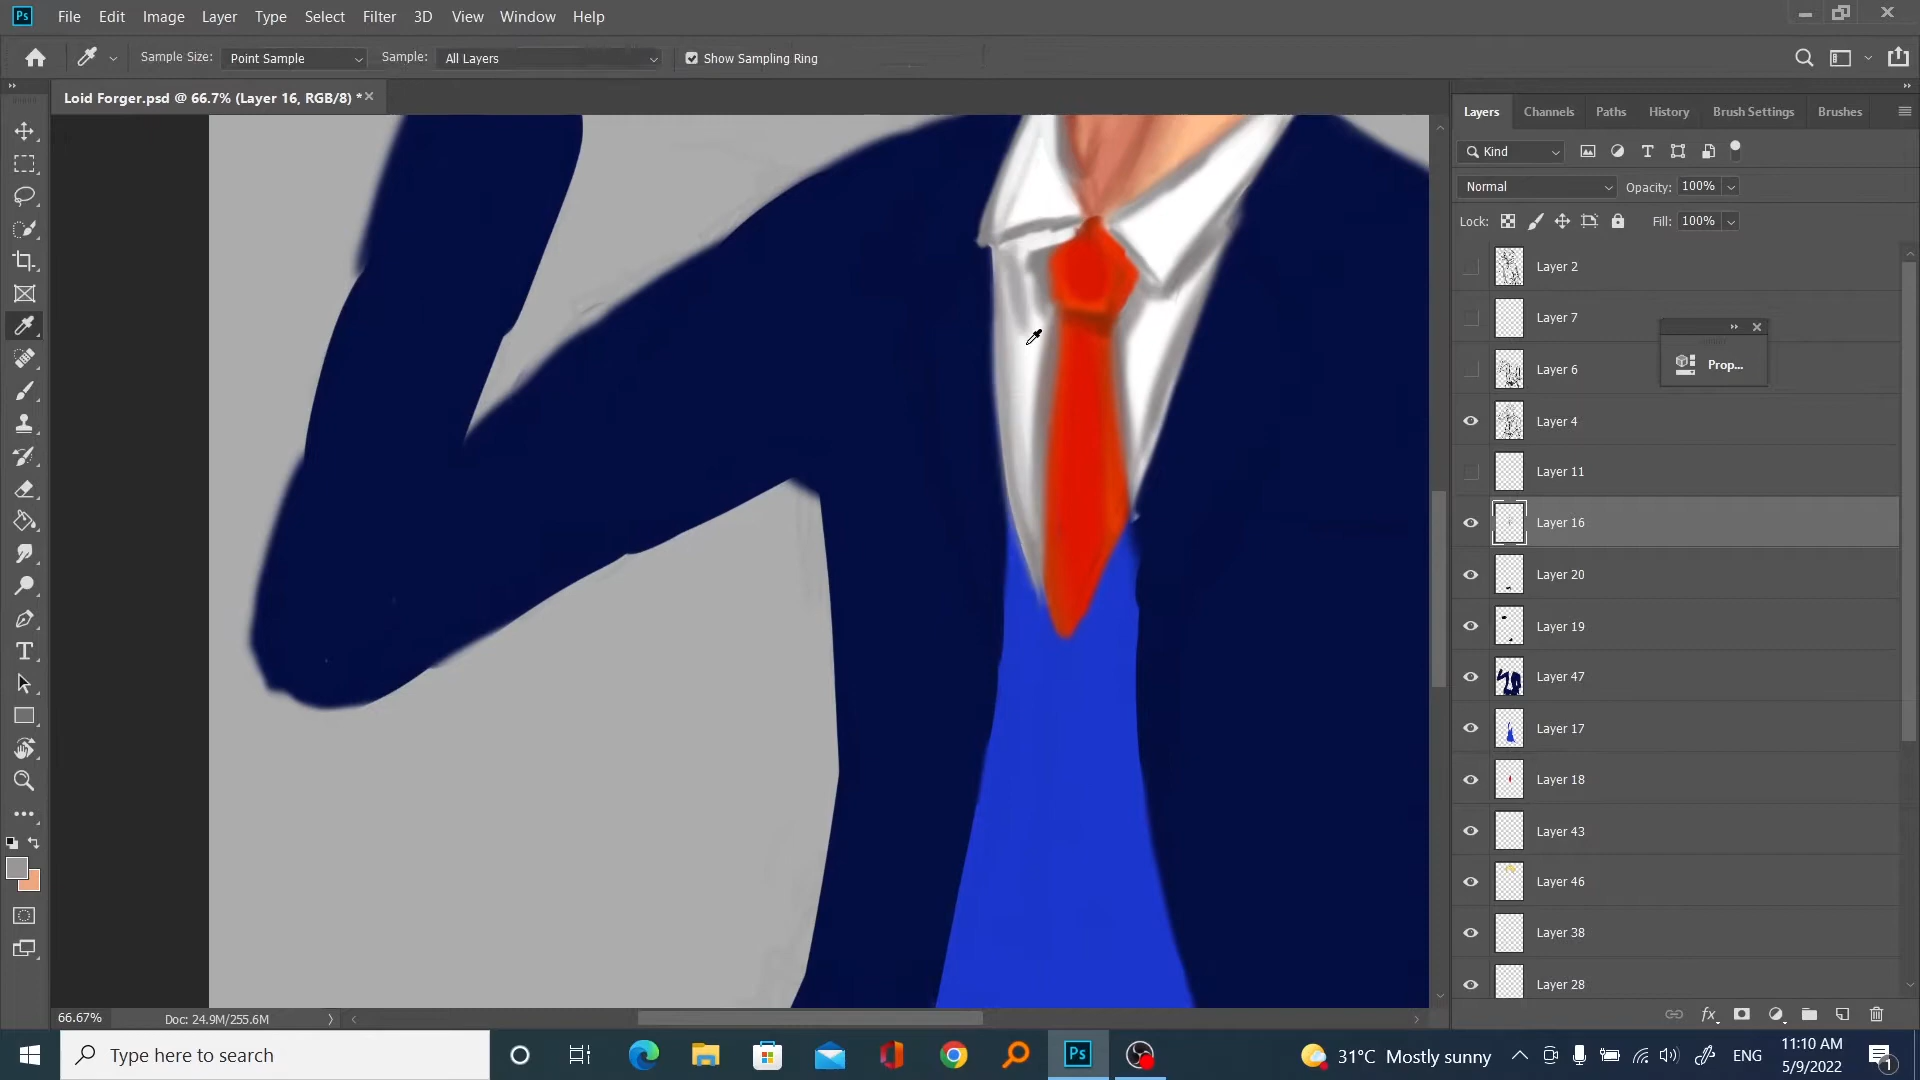 Ps File Edit Image Layer Type Select Filter 3D View Window Help
Sample Size: Point Sample Sample: All Layers Show Sampling Ring
Loid Forger.psd @ 66.7% (Layer 16, RGB/8) *
Layers Channels Paths History Brush Settings Brushes
Kind
Normal Opacity: 100%
Lock: Fill: 100%
Layer 2
Layer 7
Prop...
Layer 6
Layer 4
Layer 11
Layer 16
Layer 20
Layer 19
Layer 47
Layer 17
Layer 18
Layer 43
Layer 46
Layer 38
Layer 28
66.67% Doc: 24.9M/255.6M
Type here to search
Ps
31°C Mostly sunny
ENG
11:10 AM
5/9/2022
1